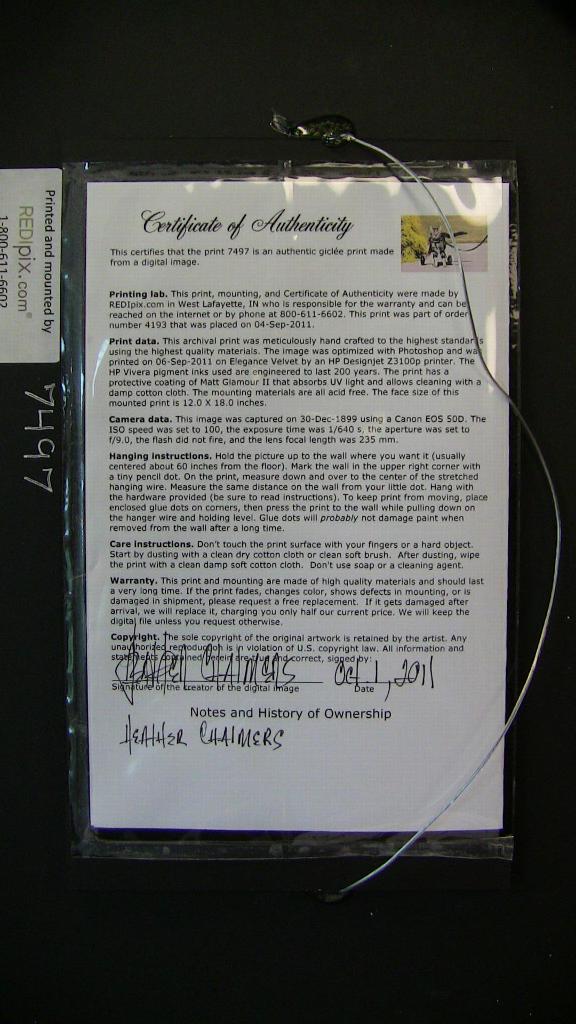 Certificate of Authenticity
This certifies that the print 7497 is an authentic giclée print made
from a digital image.
Printing lab. This print, mounting, and Certificate of Authenticity were made by
REDIpix.com in West Lafayette, IN who is responsible for the warranty and can be
reached on the internet or by phone at 800-611-6602. This print was part of order
number 4193 that was placed on 04-Sep-2011.
Print data. This archival print was meticulously hand crafted to the highest standards
using the highest quality materials. The image was optimized with Photoshop and was
printed on 06-Sep-2011 on Elegance Velvet by an HP Designjet Z3100p printer. The
HP Vivera pigment inks used are engineered to last 200 years. The print has a
protective coating of Matt Glamour II that absorbs UV light and allows cleaning with a
damp cotton cloth. The mounting materials are all acid free. The face size of this
mounted print is 12.0 X 18.0 inches.
Camera data. This image was captured on 30-Dec-1899 using a Canon EOS 50D. The
ISO speed was set to 100, the exposure time was 1/640 s, the aperture was set to
f/9.0, the flash did not fire, and the lens focal length was 235 mm.
Hanging instructions. Hold the picture up to the wall where you want it (usually
centered about 60 inches from the floor). Mark the wall in the upper right corner with
a tiny pencil dot. On the print, measure down and over to the center of the stretched
hanging wire. Measure the same distance on the wall from your little dot. Hang with
the hardware provided (be sure to read instructions). To keep print from moving, place
enclosed glue dots on corners, then press the print to the wall while pulling down on
the hanger wire and holding level. Glue dots will probably not damage paint when
removed from the wall after a long time.
Care instructions. Don't touch the print surface with your fingers or a hard object.
Start by dusting with a clean dry cotton cloth or clean soft brush. After dusting, wipe
the print with a clean damp soft cotton cloth. Don't use soap or a cleaning agent.
Warranty. This print and mounting are made of high quality materials and should last
a very long time. If the print fades, changes color, shows defects in mounting, or is
damaged in shipment, please request a free replacement. If it gets damaged after
arrival, we will replace it, charging you only half our current price. We will keep the
digital file unless you request otherwise.
Copyright. The sole copyright of the original artwork is retained by the artist. Any
unauthorized reproduction is in violation of U.S. copyright law. All information and
statements contained herein are true and correct, signed by:
HEATHER CHALMERS Oct. 1, 2011
Signature of the creator of the digital image Date
Notes and History of Ownership
HEATHER CHALMERS
Printed and mounted by
REDIpix.com®
1-800-611-6602
7497